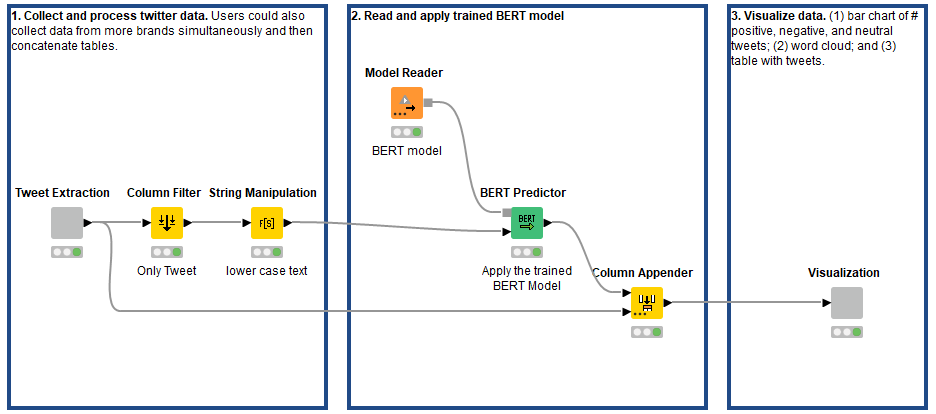 1. Collect and process twitter data. Users could also
collect data from more brands simultaneously and then
concatenate tables.
2. Read and apply trained BERT model
3. Visualize data. (1) bar chart of #
positive, negative, and neutral
tweets; (2) word cloud; and (3)
table with tweets.
Model Reader
BERT model
Tweet Extraction
Column Filter
String Manipulation
BERT Predictor
F[S]
BERT
Only Tweet
lower case text
Apply the trained
BERT Model
Column Appender
Visualization